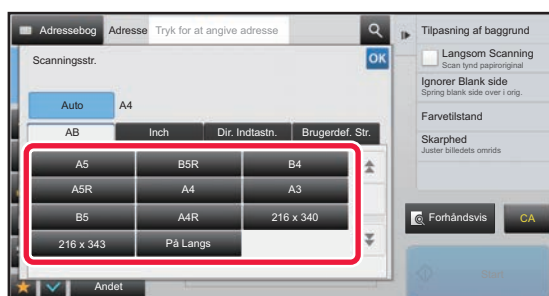 Adressebog Adresse Tryk for at angive adresse
Scanningsstr.
OK
Auto A4
AB Inch Dir. Indtastn. Brugerdef. Str.
A5 B5R B4
A5R A4 A3
B5 A4R 216 x 340
216 x 343 På Langs
Andet
Tilpasning af baggrund
Langsom Scanning
Scan tynd papiroriginal
Ignorer Blank side
Spring blank side over i orig.
Farvetilstand
Skarphed
Juster billedets omrids
Forhåndsvis CA